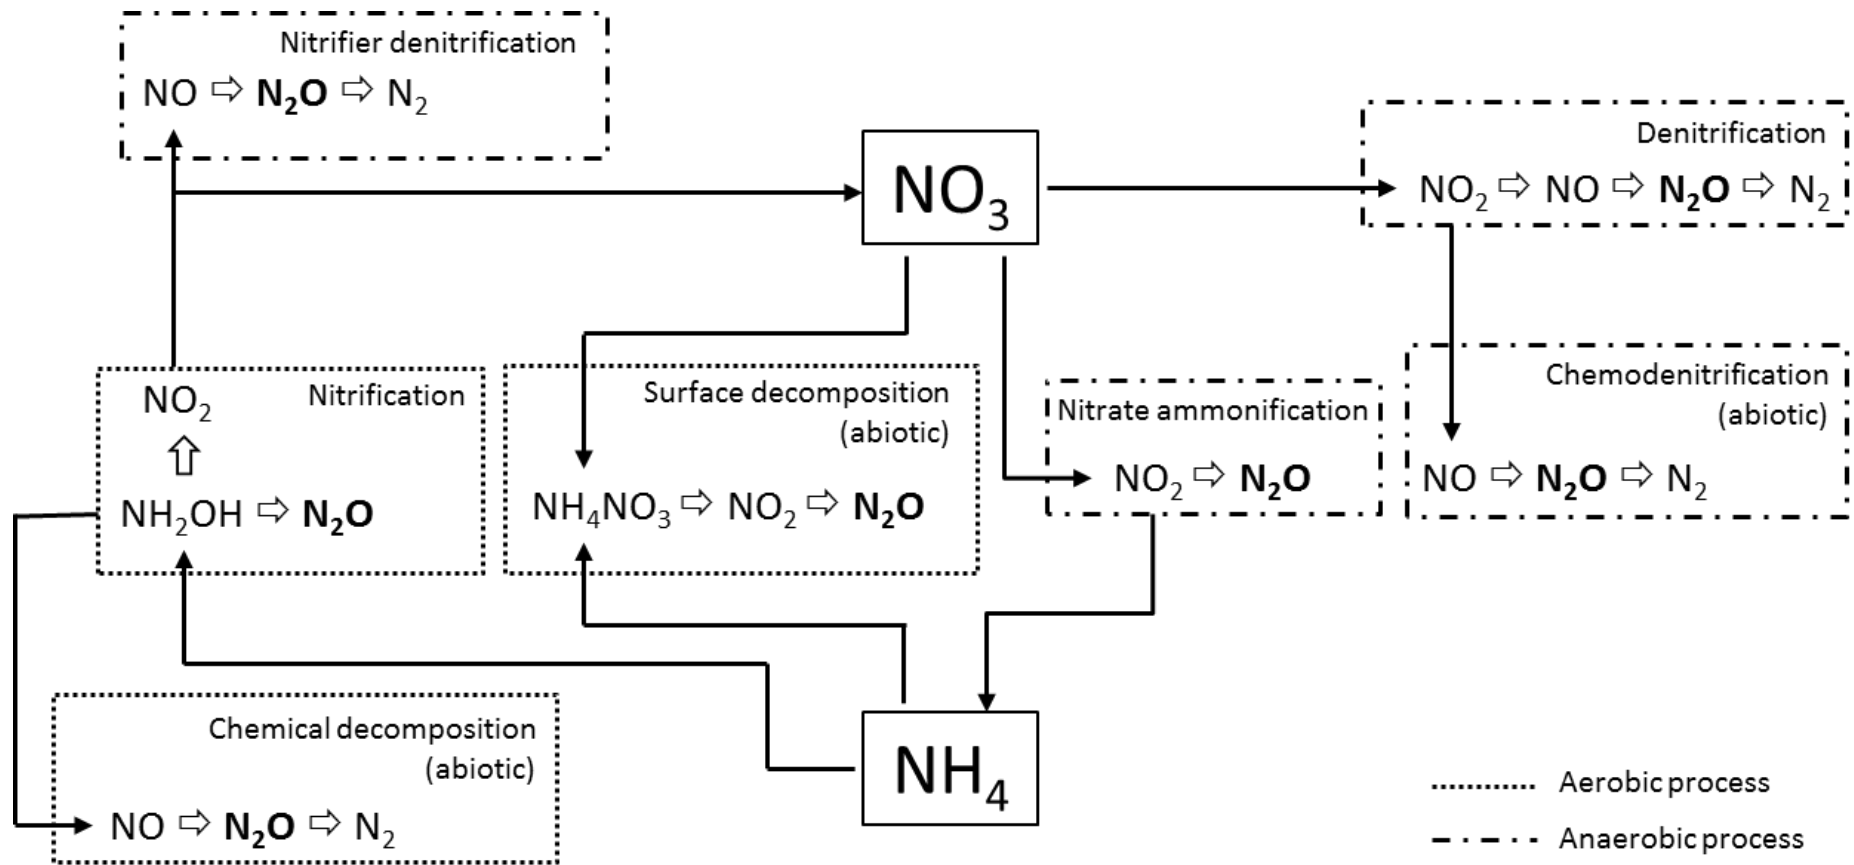 Nitrifier denitrification
NO ⇨ N₂O ⇨ N₂
NO₃
Denitrification
NO₂ ⇨ NO ⇨ N₂O ⇨ N₂
NO₂
Nitrification
NH₂OH ⇨ N₂O
Surface decomposition
(abiotic)
NH₄NO₃ ⇨ NO₂ ⇨ N₂O
Nitrate ammonification
NO₂ ⇨ N₂O
Chemodenitrification
(abiotic)
NO ⇨ N₂O ⇨ N₂
Chemical decomposition
(abiotic)
NO ⇨ N₂O ⇨ N₂
NH₄
Aerobic process
Anaerobic process